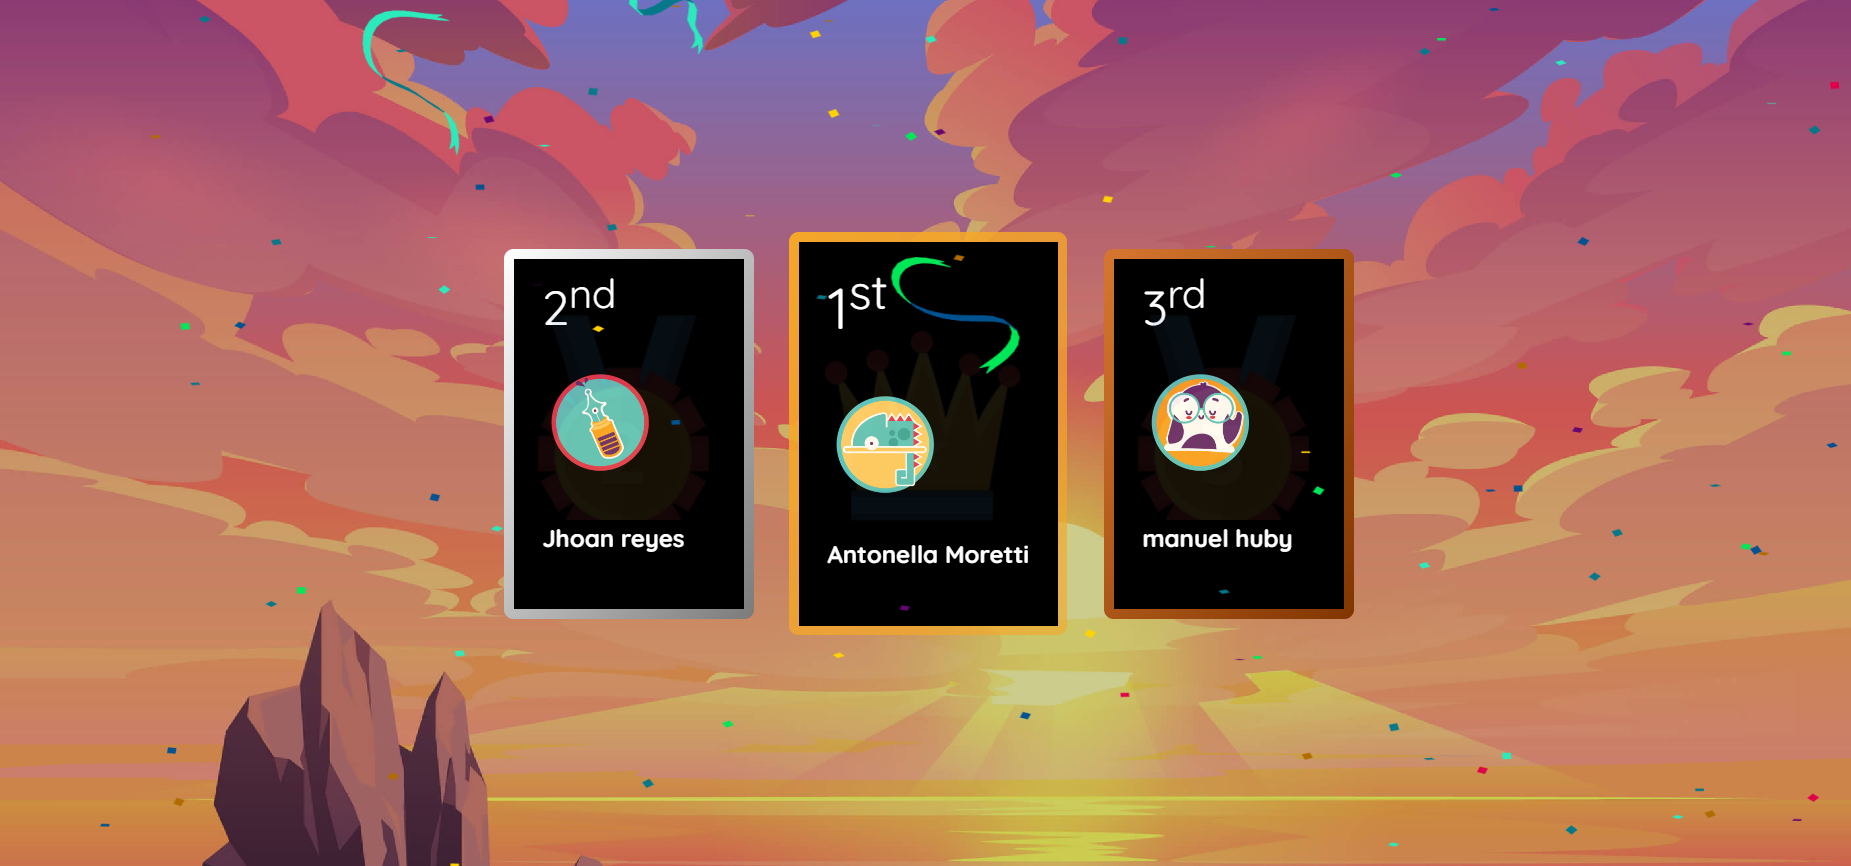 2nd
Jhoan reyes
1st
Antonella Moretti
3rd
manuel huby